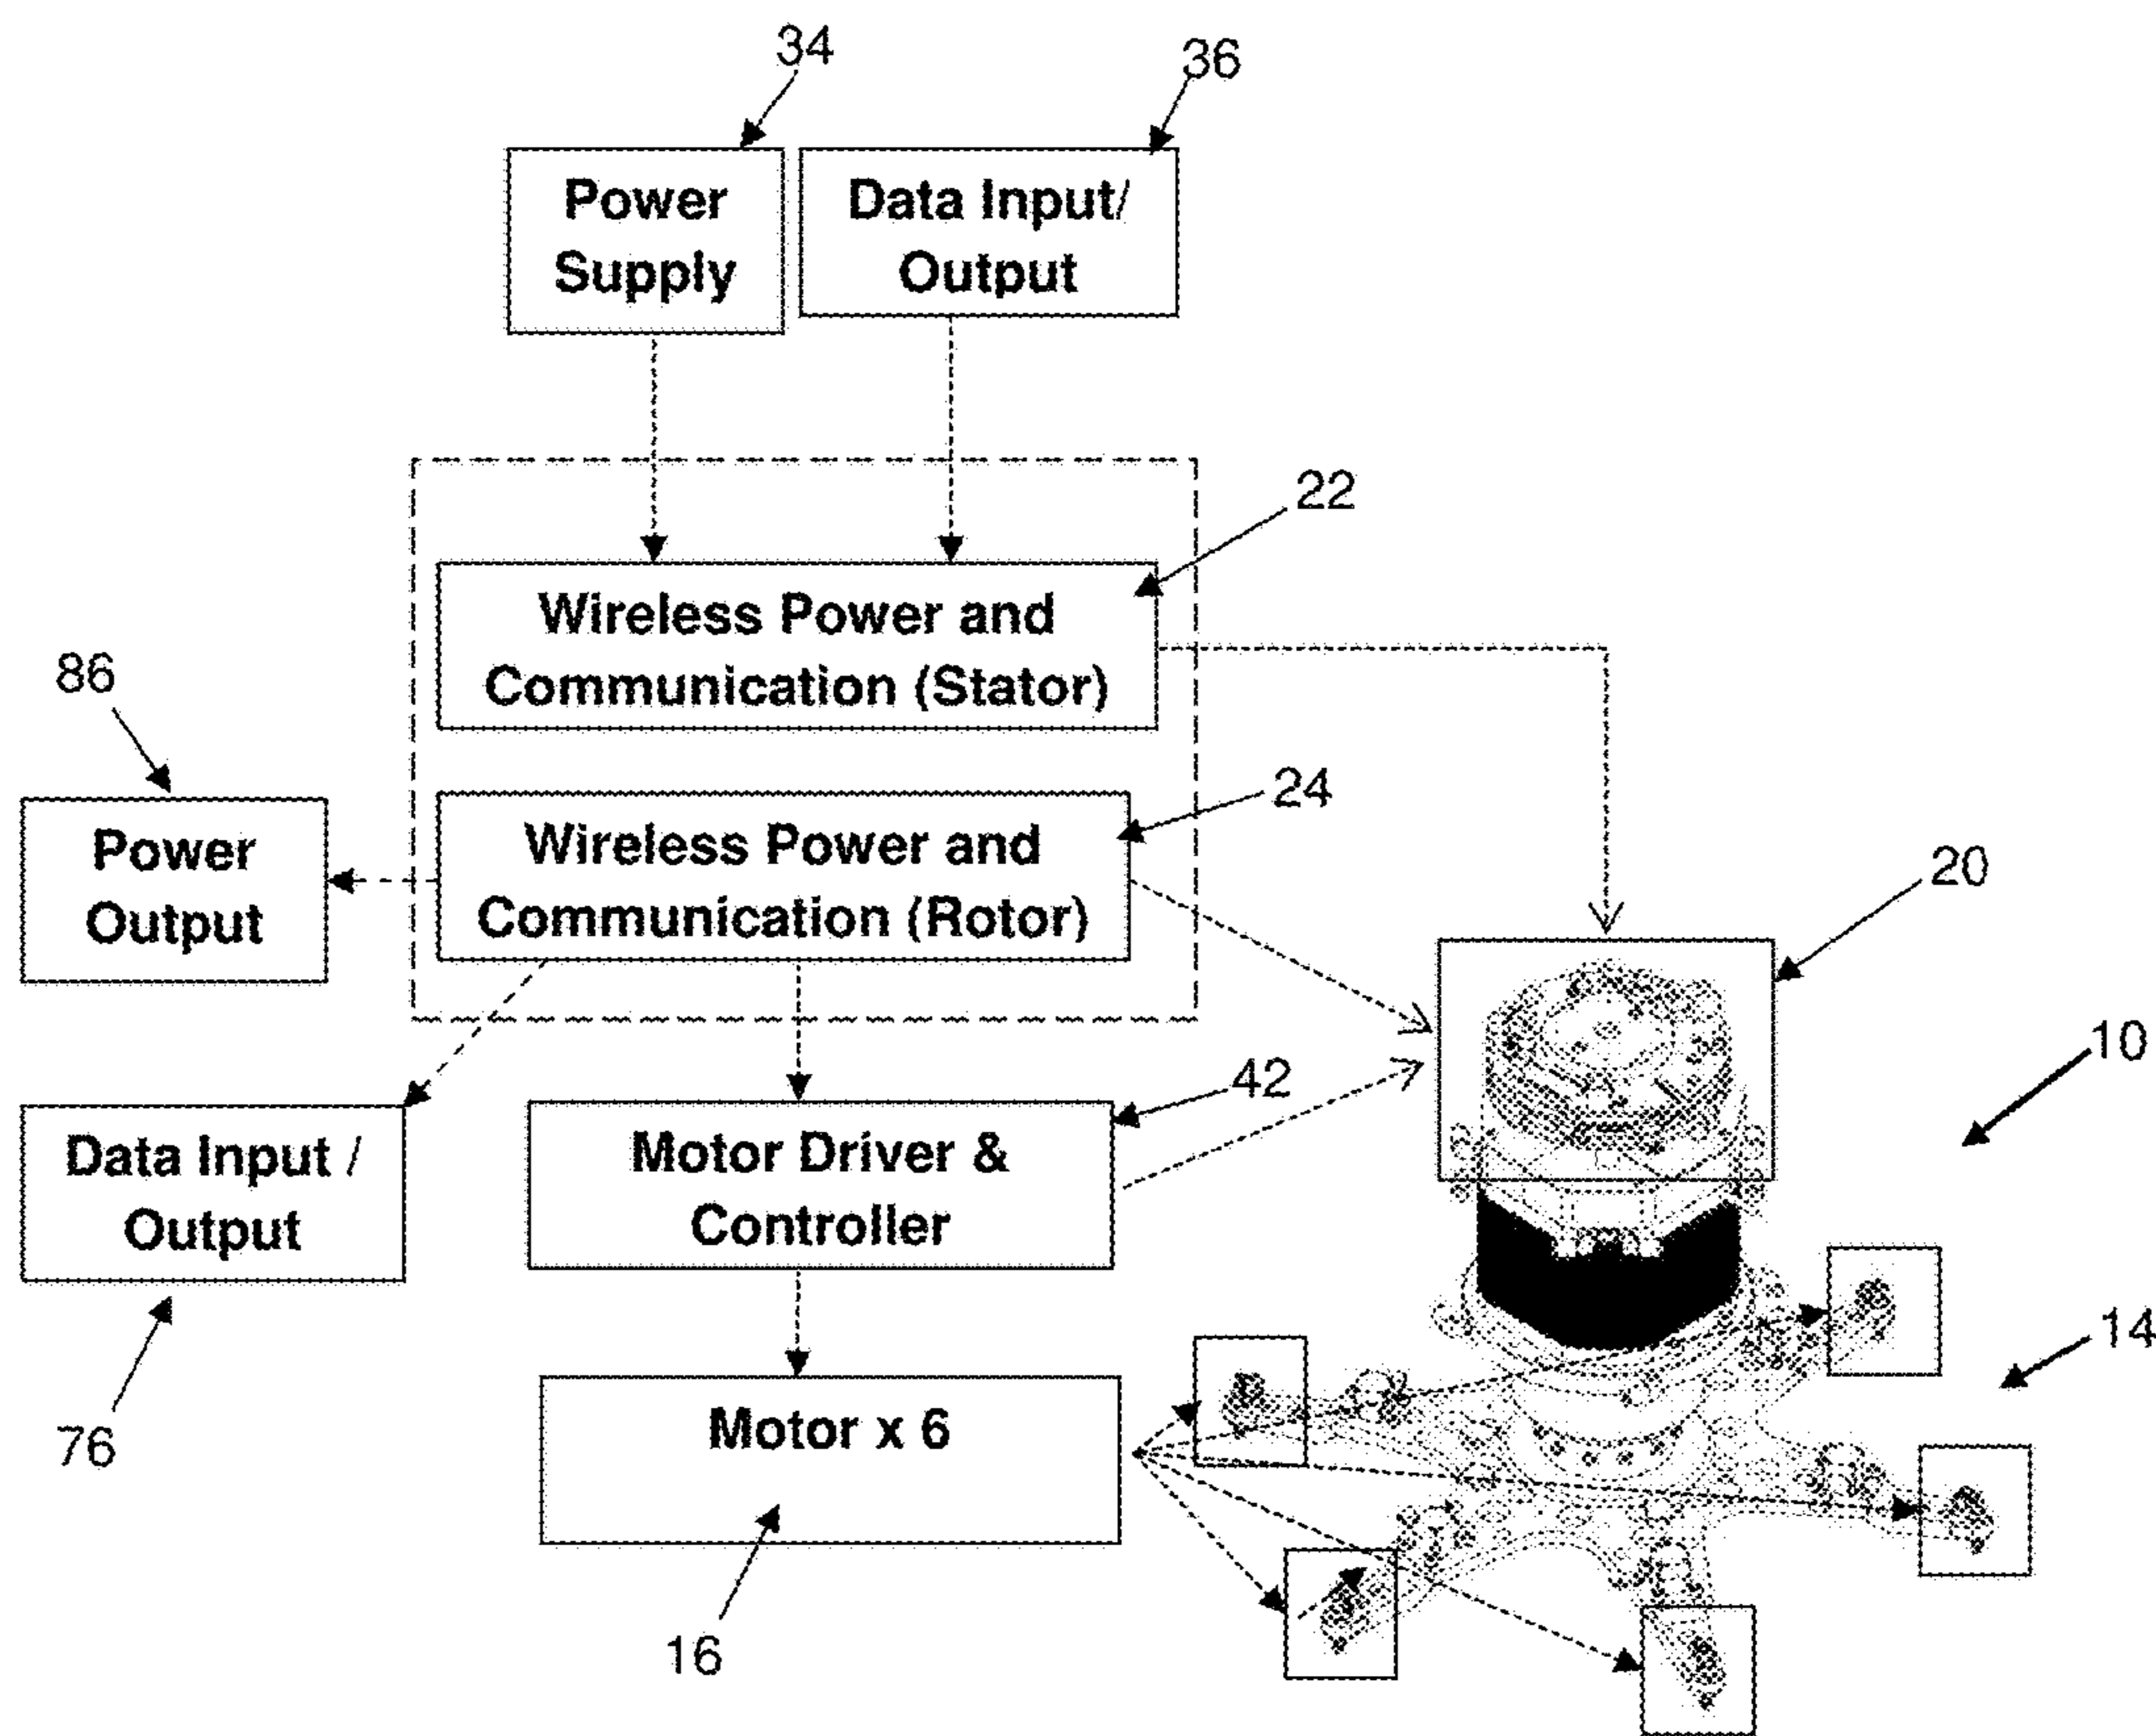 34
36
Power
Supply
Data Input/
Output
22
Wireless Power and
Communication (Stator)
86
24
Power
Output
Wireless Power and
Communication (Rotor)
20
10
42
Data Input /
Output
Motor Driver &
Controller
14
76
Motor x 6
16